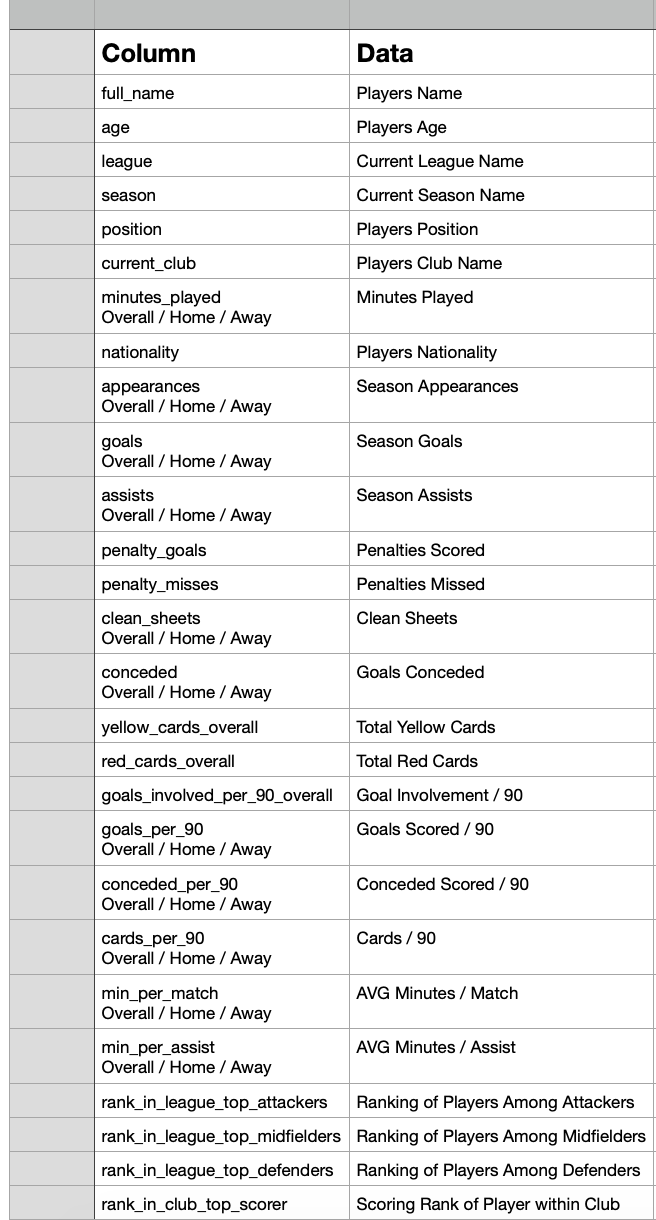 Column Data
full_name Players Name
age Players Age
league Current League Name
season Current Season Name
position Players Position
current_club Players Club Name
minutes_played Minutes Played
Overall / Home / Away
nationality Players Nationality
appearances Season Appearances
Overall / Home / Away
goals Season Goals
Overall / Home / Away
assists Season Assists
Overall / Home / Away
penalty_goals Penalties Scored
penalty_misses Penalties Missed
clean_sheets Clean Sheets
Overall / Home / Away
conceded Goals Conceded
Overall / Home / Away
yellow_cards_overall Total Yellow Cards
red_cards_overall Total Red Cards
goals_involved_per_90_overall Goal Involvement / 90
goals_per_90 Goals Scored / 90
Overall / Home / Away
conceded_per_90 Conceded Scored / 90
Overall / Home / Away
cards_per_90 Cards / 90
Overall / Home / Away
min_per_match AVG Minutes / Match
Overall / Home / Away
min_per_assist AVG Minutes / Assist
Overall / Home / Away
rank_in_league_top_attackers Ranking of Players Among Attackers
rank_in_league_top_midfielders Ranking of Players Among Midfielders
rank_in_league_top_defenders Ranking of Players Among Defenders
rank_in_club_top_scorer Scoring Rank of Player within Club